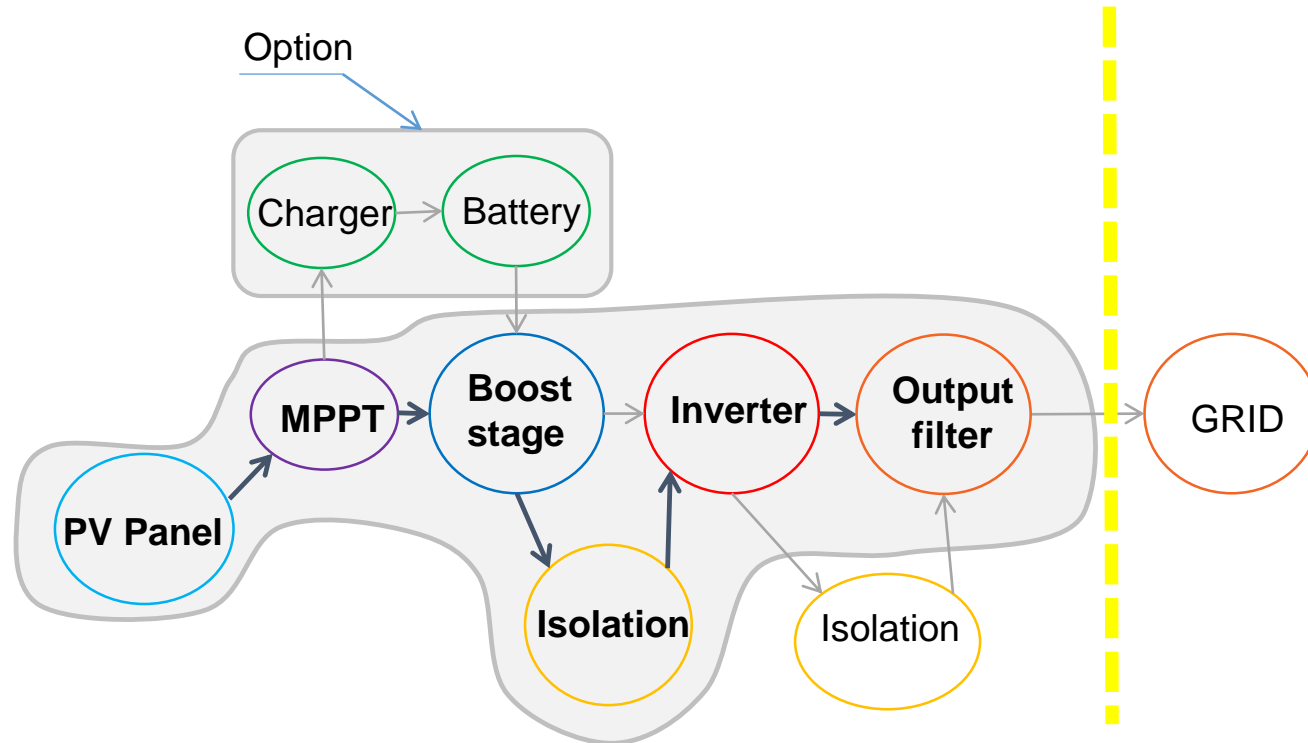 Option
Charger
Battery
MPPT
Boost
stage
Inverter
Output
filter
GRID
PV Panel
Isolation
Isolation